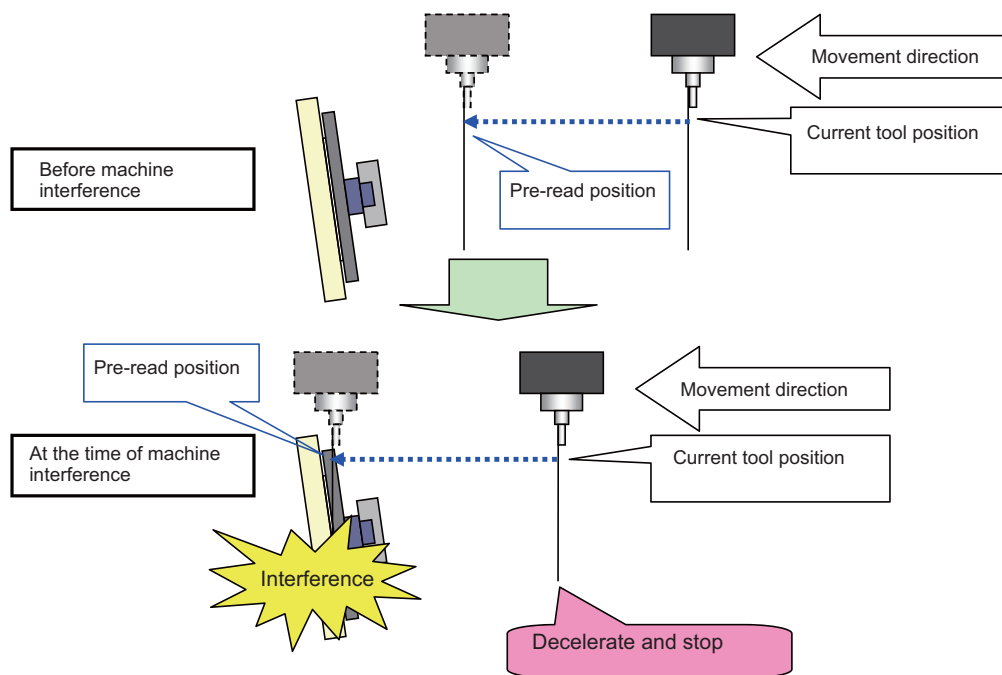 Movement direction
Current tool position
Before machine
interference
Pre-read position
Pre-read position
Movement direction
At the time of machine
interference
Current tool position
Interference
Decelerate and stop